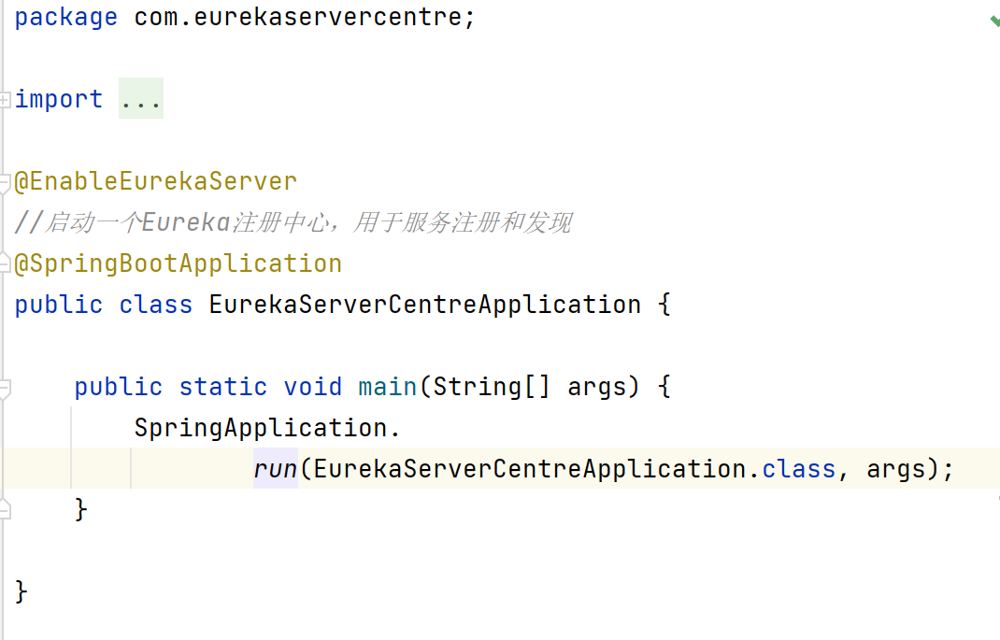 package com.eurekaservercentre;
import ...
@EnableEurekaServer
//启动一个Eureka注册中心，用于服务注册和发现
@SpringBootApplication
public class EurekaServerCentreApplication {
public static void main(String[] args) {
SpringApplication.
run(EurekaServerCentreApplication.class, args);
}
}